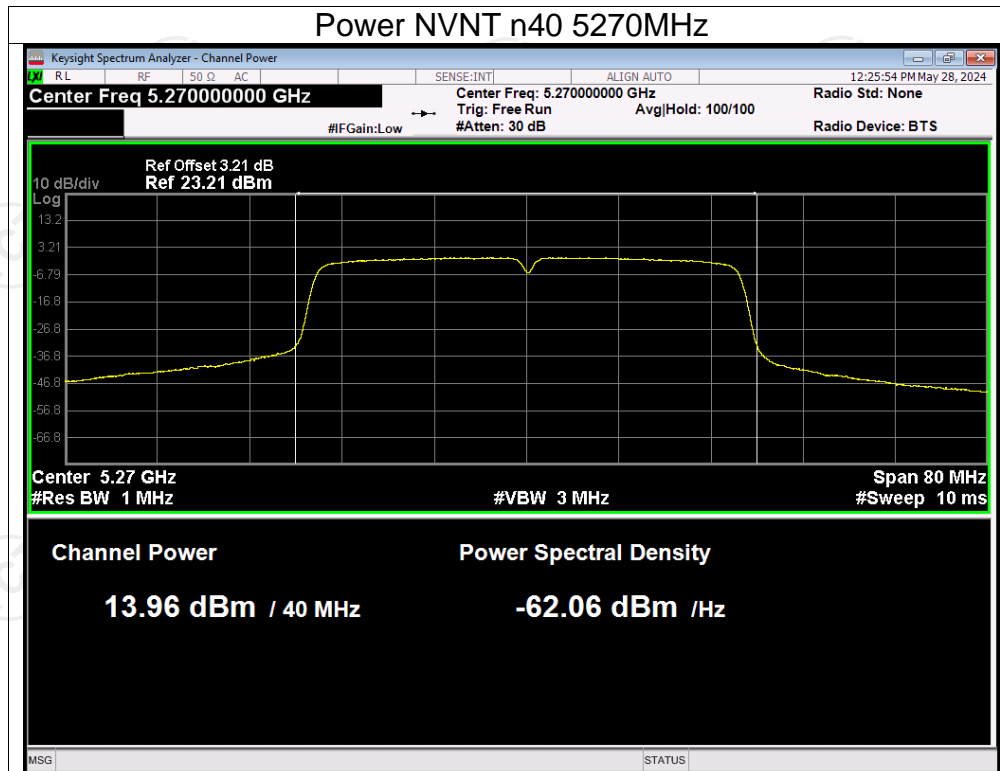 Power NVNT n40 5270MHz
Keysight Spectrum Analyzer - Channel Power
LXI RL RF 50 Ω AC SENSE:INT ALIGN AUTO 12:25:54 PM May 28, 2024
Center Freq 5.270000000 GHz Center Freq: 5.270000000 GHz Radio Std: None
Trig: Free Run Avg|Hold: 100/100
#IFGain:Low #Atten: 30 dB Radio Device: BTS
Ref Offset 3.21 dB
10 dB/div Ref 23.21 dBm
Log
13.2
3.21
-6.79
-16.8
-26.8
-36.8
-46.8
-56.8
-66.8
Center 5.27 GHz Span 80 MHz
#Res BW 1 MHz #VBW 3 MHz #Sweep 10 ms
Channel Power Power Spectral Density
13.96 dBm / 40 MHz -62.06 dBm /Hz
MSG STATUS